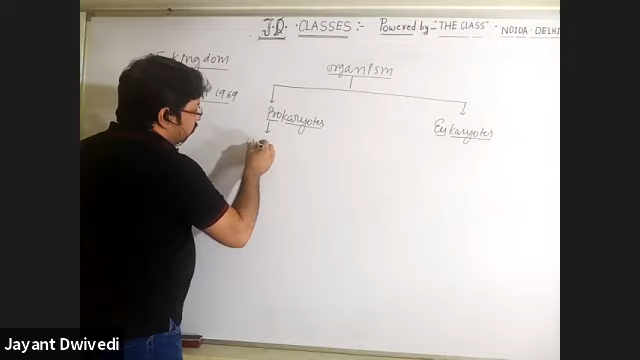 J.D. CLASSES :- Powered by - "THE CLASS" - NOIDA - DELHI
Kingdom
1969
organism
Prokaryotes
Eukaryotes
Jayant Dwivedi